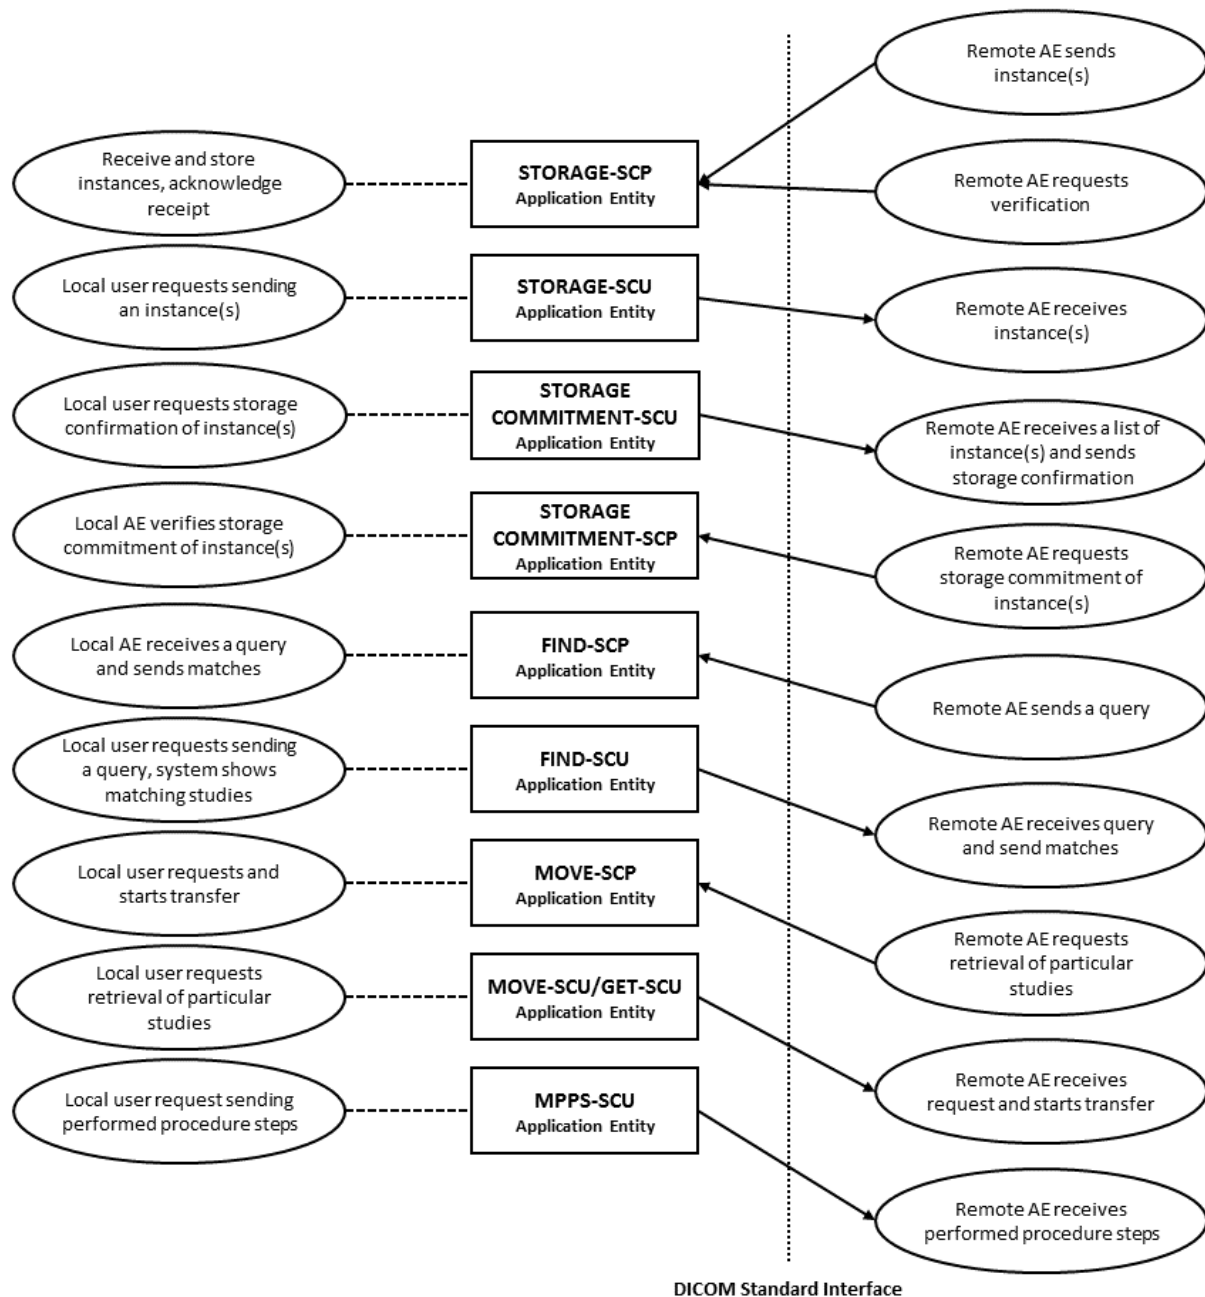 Remote AE sends
instance(s)
Receive and store
instances, acknowledge
receipt
STORAGE-SCP
Application Entity
Remote AE requests
verification
Local user requests sending
an instance(s)
STORAGE-SCU
Application Entity
Remote AE receives
instance(s)
Local user requests storage
confirmation of instance(s)
STORAGE
COMMITMENT-SCU
Application Entity
Remote AE receives a list of
instance(s) and sends
storage confirmation
Local AE verifies storage
commitment of instance(s)
STORAGE
COMMITMENT-SCP
Application Entity
Remote AE requests
storage commitment of
instance(s)
Local AE receives a query
and sends matches
FIND-SCP
Application Entity
Remote AE sends a query
Local user requests sending
a query, system shows
matching studies
FIND-SCU
Application Entity
Remote AE receives query
and send matches
Local user requests and
starts transfer
MOVE-SCP
Application Entity
Remote AE requests
retrieval of particular
studies
Local user requests
retrieval of particular
studies
MOVE-SCU/GET-SCU
Application Entity
Remote AE receives
request and starts transfer
Local user request sending
performed procedure steps
MPPS-SCU
Application Entity
Remote AE receives
performed procedure steps
DICOM Standard Interface